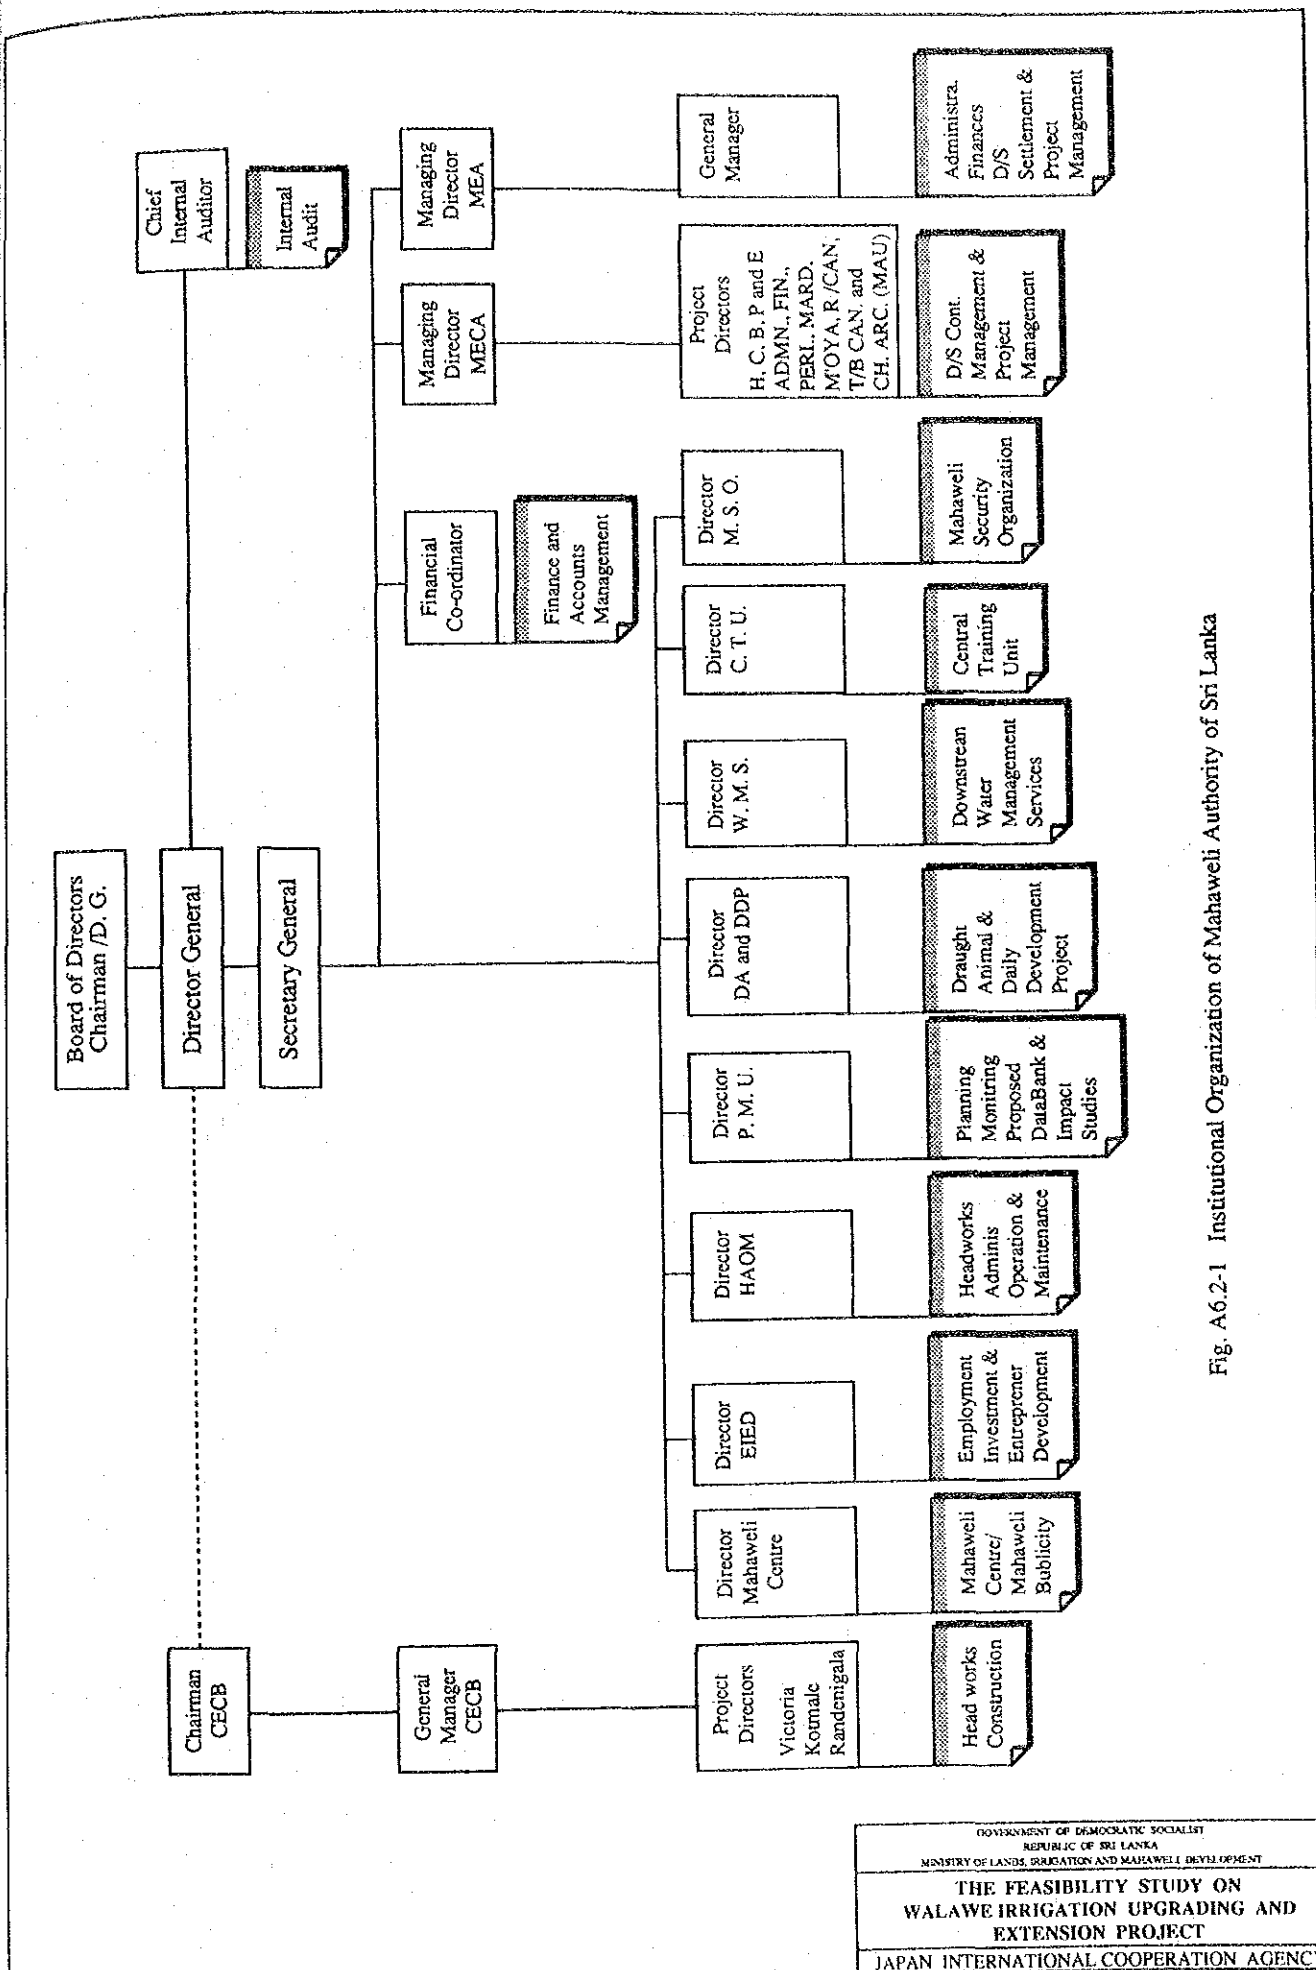 Board of Directors
Chairman /D. G.
Director General
Secretary General
Chief
Internal
Auditor
Internal
Audit
Chairman
CECB
General
Manager
CECB
Financial
Co-ordinator
Finance and
Accounts
Management
Managing
Director
MECA
Managing
Director
MEA
Project
Directors
Victoria
Kotmale
Randenigala
Head works
Construction
Director
Mahaweli
Centre
Mahaweli
Centre/
Mahaweli
Bublicity
Director
EIED
Employment
Investment &
Entreprener
Development
Director
HAOM
Headworks
Adminis
Operation &
Maintenance
Director
P. M. U.
Planning
Monitring
Proposed
DataBank &
Impact
Studies
Director
DA and DDP
Draught
Animal &
Daily
Development
Project
Director
W. M. S.
Downstrean
Water
Management
Services
Director
C. T. U.
Central
Training
Unit
Director
M. S. O.
Mahaweli
Security
Organization
Project
Directors
H, C, B, P and E
ADMN., FIN.,
PERI., MARD.
M'OYA, R /CAN,
T/B CAN. and
CH. ARC. (MAU)
D/S Cont.
Management &
Project
Management
General
Manager
Administra.
Finances
D/S
Settlement &
Project
Management
Fig. A6.2-1 Institutional Organization of Mahaweli Authority of Sri Lanka
GOVERNMENT OF DEMOCRATIC SOCIALIST
REPUBLIC OF SRI LANKA
MINISTRY OF LANDS, IRRIGATION AND MAHAWELI DEVELOPMENT
THE FEASIBILITY STUDY ON
WALAWE IRRIGATION UPGRADING AND
EXTENSION PROJECT
JAPAN INTERNATIONAL COOPERATION AGENCY